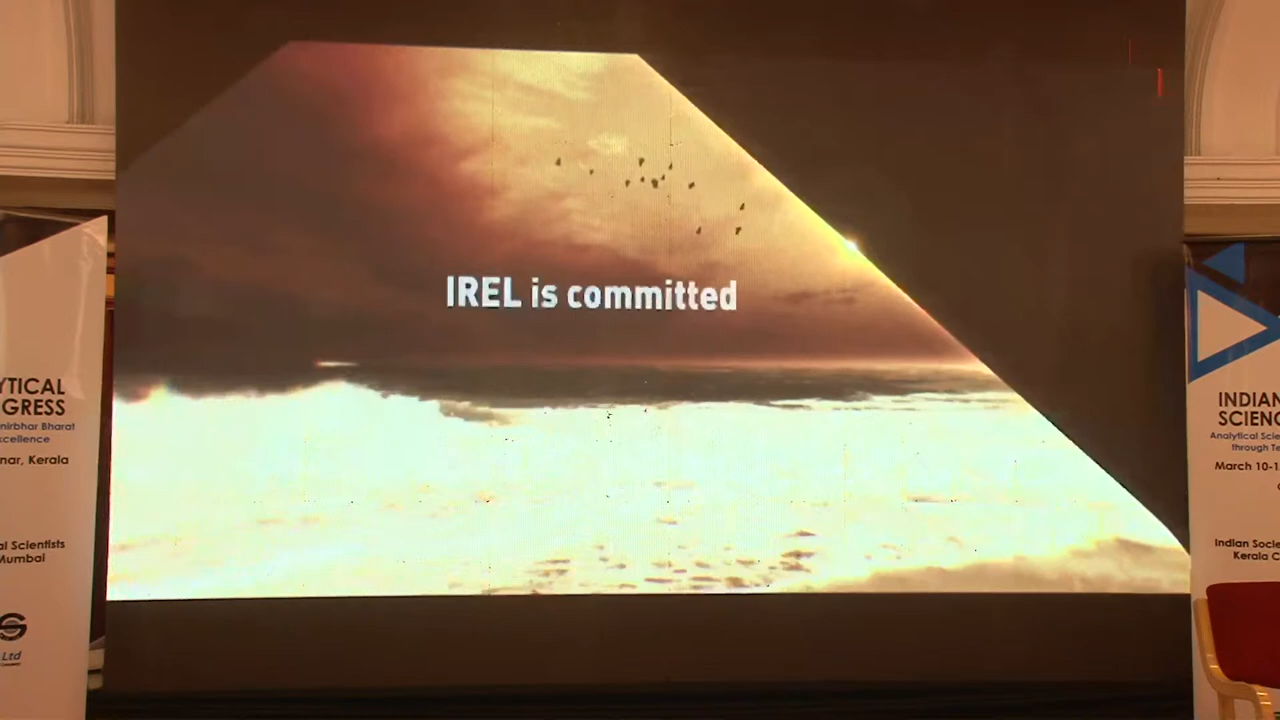 IREL is committed
YTICAL
GRESS
nirbhar Bharat
xcellence
nar, Kerala
al Scientists
Mumbai
Ltd
INDIAN
SCIENC
Analytical Scie
through Te
March 10-1
Indian Socie
Kerala C